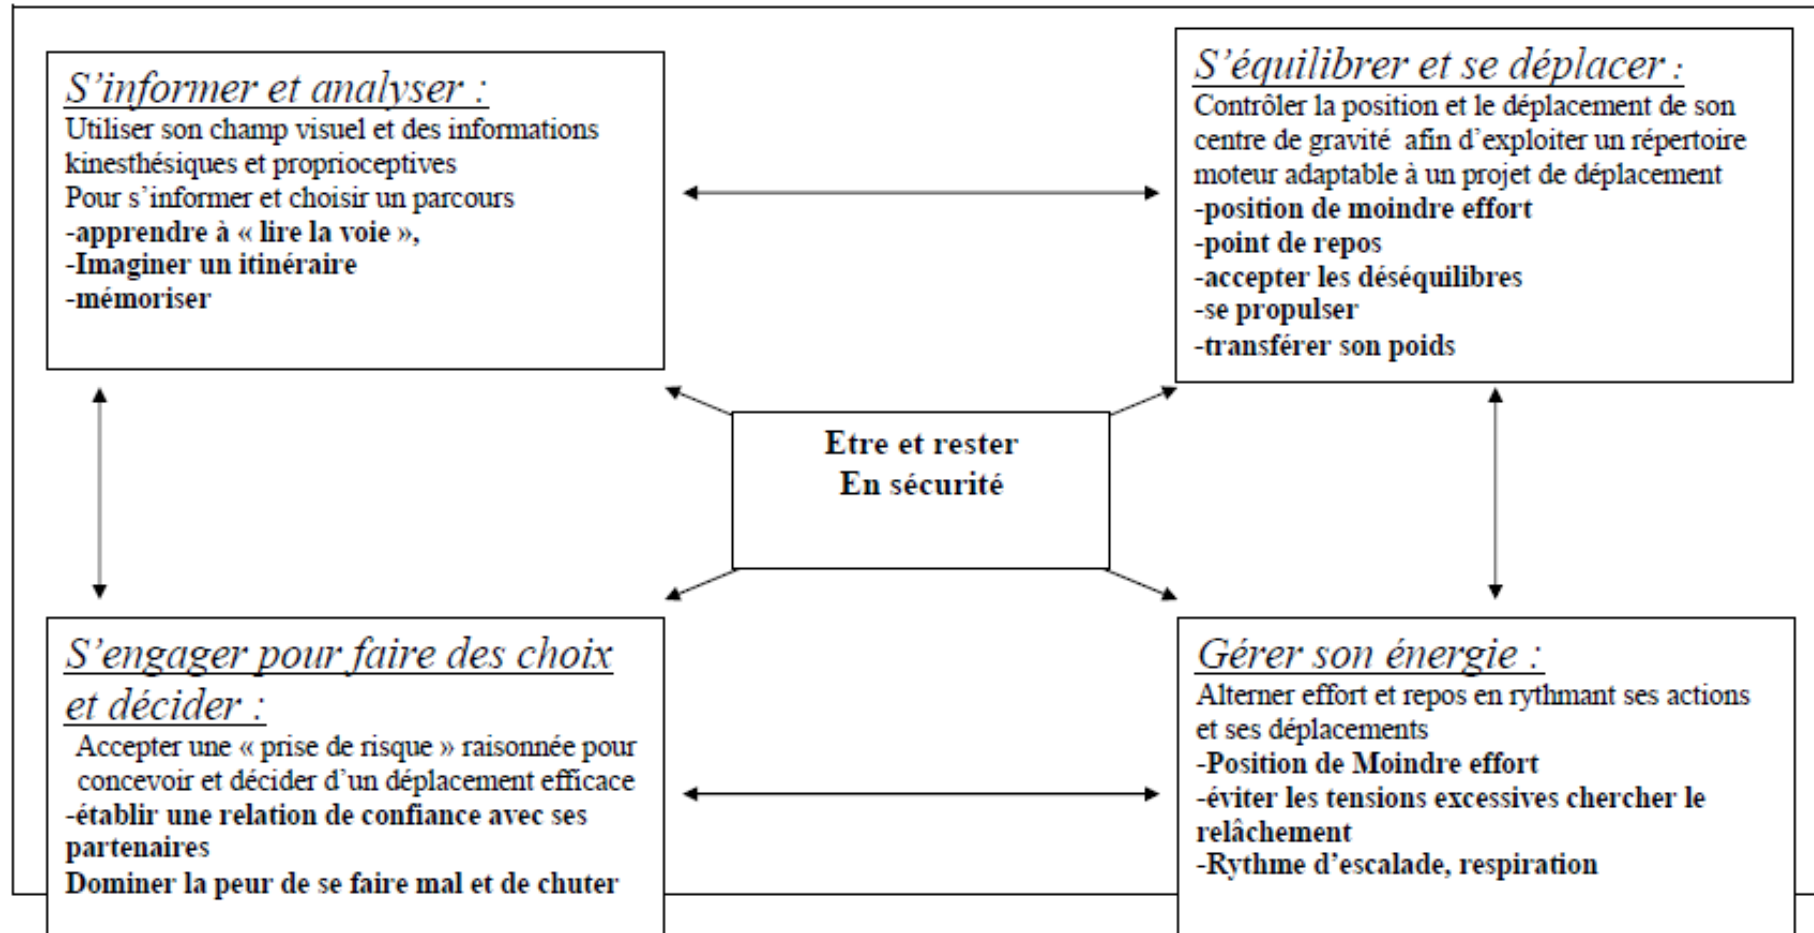 S'informer et analyser :
Utiliser son champ visuel et des informations
kinesthésiques et proprioceptives
Pour s'informer et choisir un parcours
-apprendre à « lire la voie »,
-Imaginer un itinéraire
-mémoriser
S'équilibrer et se déplacer :
Contrôler la position et le déplacement de son
centre de gravité afin d'exploiter un répertoire
moteur adaptable à un projet de déplacement
-position de moindre effort
-point de repos
-accepter les déséquilibres
-se propulser
-transférer son poids
Etre et rester
En sécurité
S'engager pour faire des choix
et décider :
Accepter une « prise de risque » raisonnée pour
concevoir et décider d'un déplacement efficace
-établir une relation de confiance avec ses
partenaires
Dominer la peur de se faire mal et de chuter
Gérer son énergie :
Alterner effort et repos en rythmant ses actions
et ses déplacements
-Position de Moindre effort
-éviter les tensions excessives chercher le
relâchement
-Rythme d'escalade, respiration